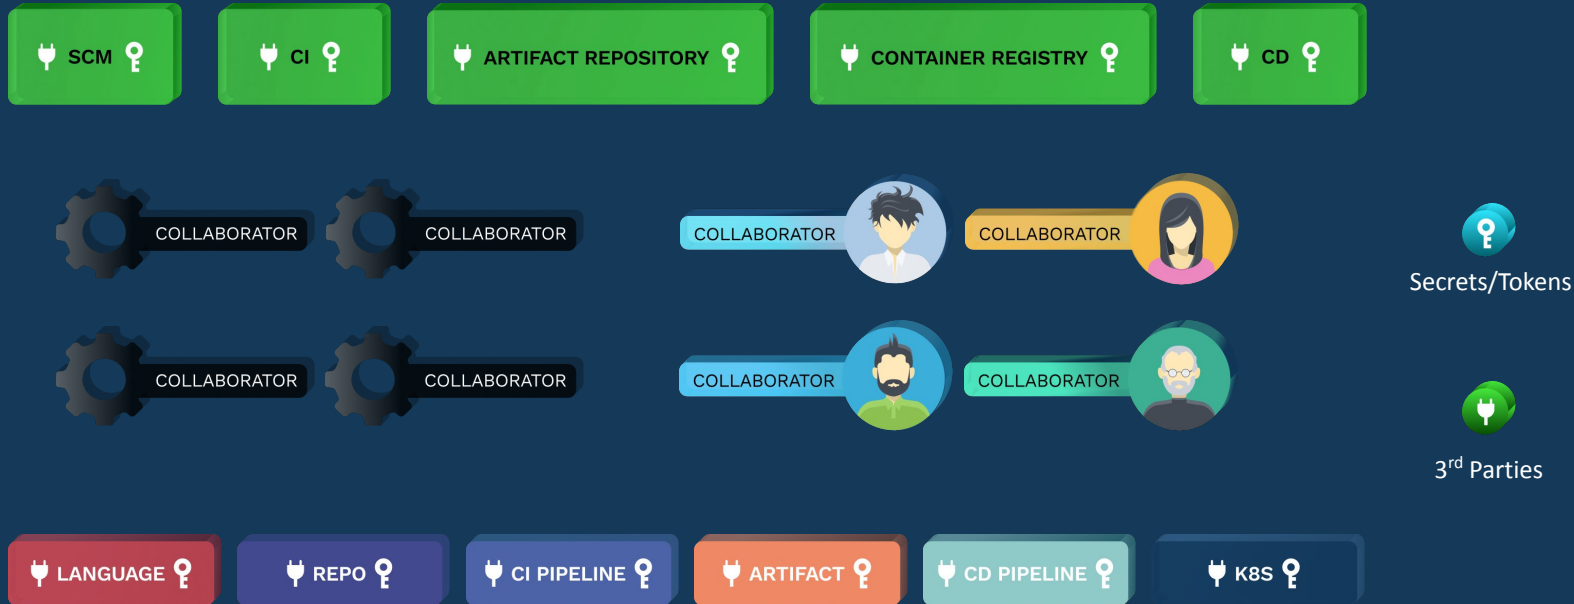 SCM
CI
ARTIFACT REPOSITORY
CONTAINER REGISTRY
CD
COLLABORATOR
COLLABORATOR
COLLABORATOR
COLLABORATOR
Secrets/Tokens
COLLABORATOR
COLLABORATOR
COLLABORATOR
COLLABORATOR
3rd Parties
LANGUAGE
REPO
CI PIPELINE
ARTIFACT
CD PIPELINE
K8S